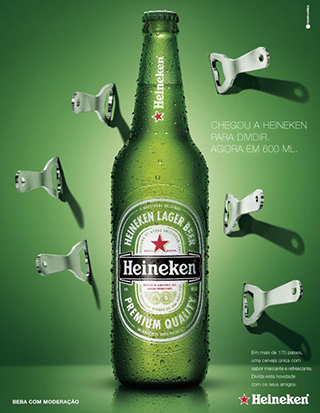 Heineken
CHEGOU A HEINEKEN
PARA DIVIDIR.
AGORA EM 600 ML.
HEINEKEN LAGER BEER
Heineken
PREMIUM QUALITY
Em mais de 170 países,
uma cerveja única com
sabor marcante e refrescante.
Divida esta novidade
com os seus amigos.
BEBA COM MODERAÇÃO
Heineken